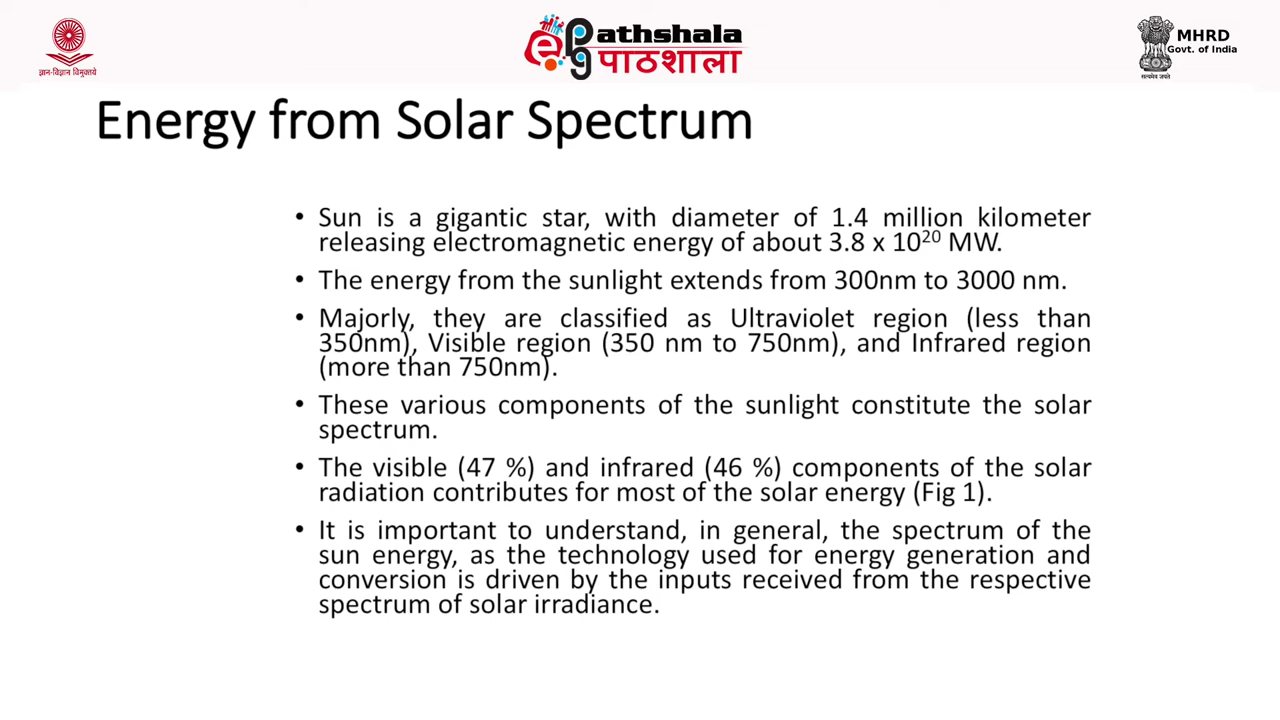 ज्ञान-विज्ञान विमुक्तये
e Pathshala
पाठशाला
MHRD
Govt. of India
सत्यमेव जयते
Energy from Solar Spectrum
• Sun is a gigantic star, with diameter of 1.4 million kilometer
releasing electromagnetic energy of about 3.8 x 10²⁰ MW.
• The energy from the sunlight extends from 300nm to 3000 nm.
• Majorly, they are classified as Ultraviolet region (less than
350nm), Visible region (350 nm to 750nm), and Infrared region
(more than 750nm).
• These various components of the sunlight constitute the solar
spectrum.
• The visible (47 %) and infrared (46 %) components of the solar
radiation contributes for most of the solar energy (Fig 1).
• It is important to understand, in general, the spectrum of the
sun energy, as the technology used for energy generation and
conversion is driven by the inputs received from the respective
spectrum of solar irradiance.